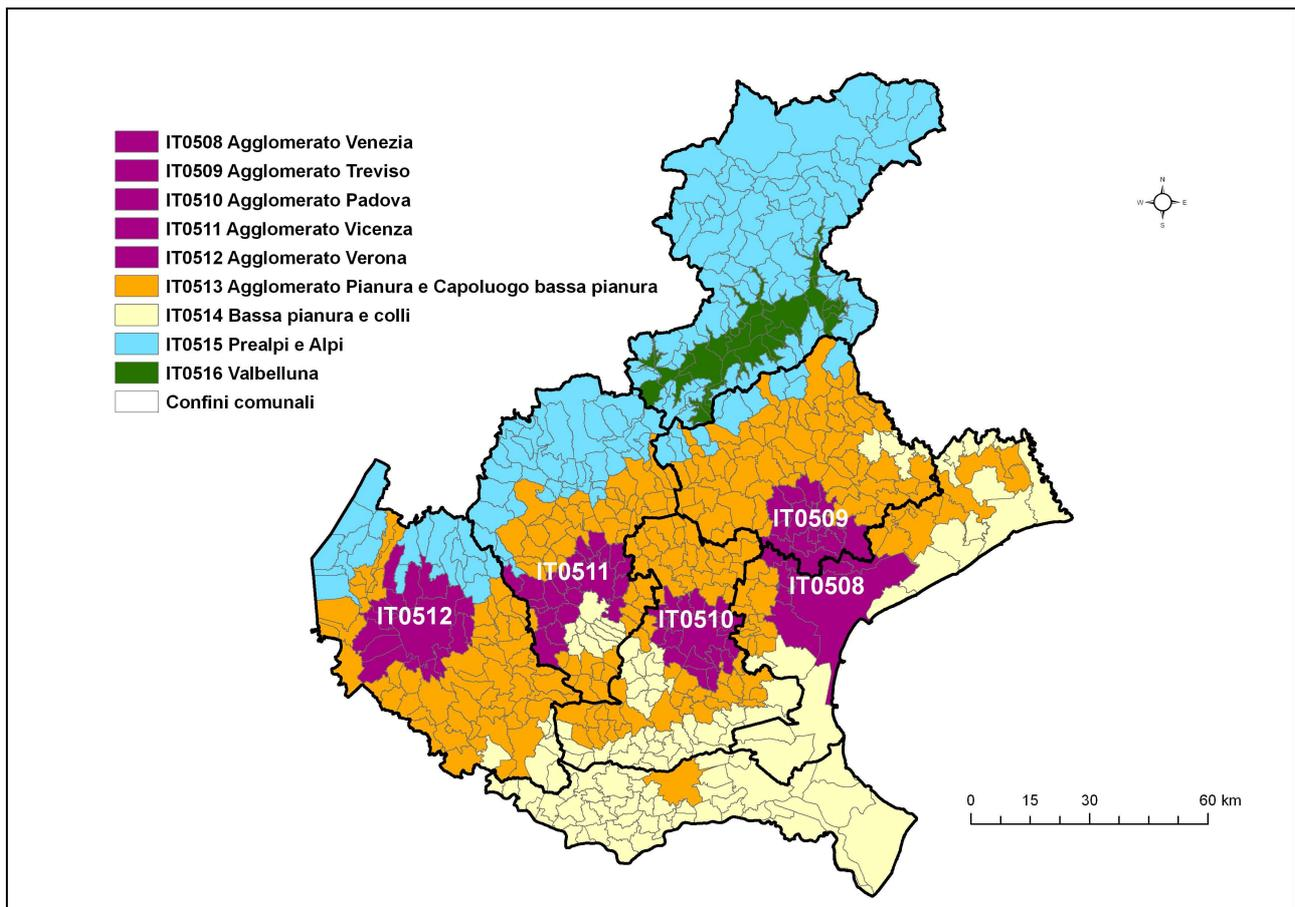 IT0508 Agglomerato Venezia
IT0509 Agglomerato Treviso
IT0510 Agglomerato Padova
IT0511 Agglomerato Vicenza
IT0512 Agglomerato Verona
IT0513 Agglomerato Pianura e Capoluogo bassa pianura
IT0514 Bassa pianura e colli
IT0515 Prealpi e Alpi
IT0516 Valbelluna
Confini comunali
N
W E
S
IT0509
IT0511
IT0508
IT0512
IT0510
0 15 30 60 km